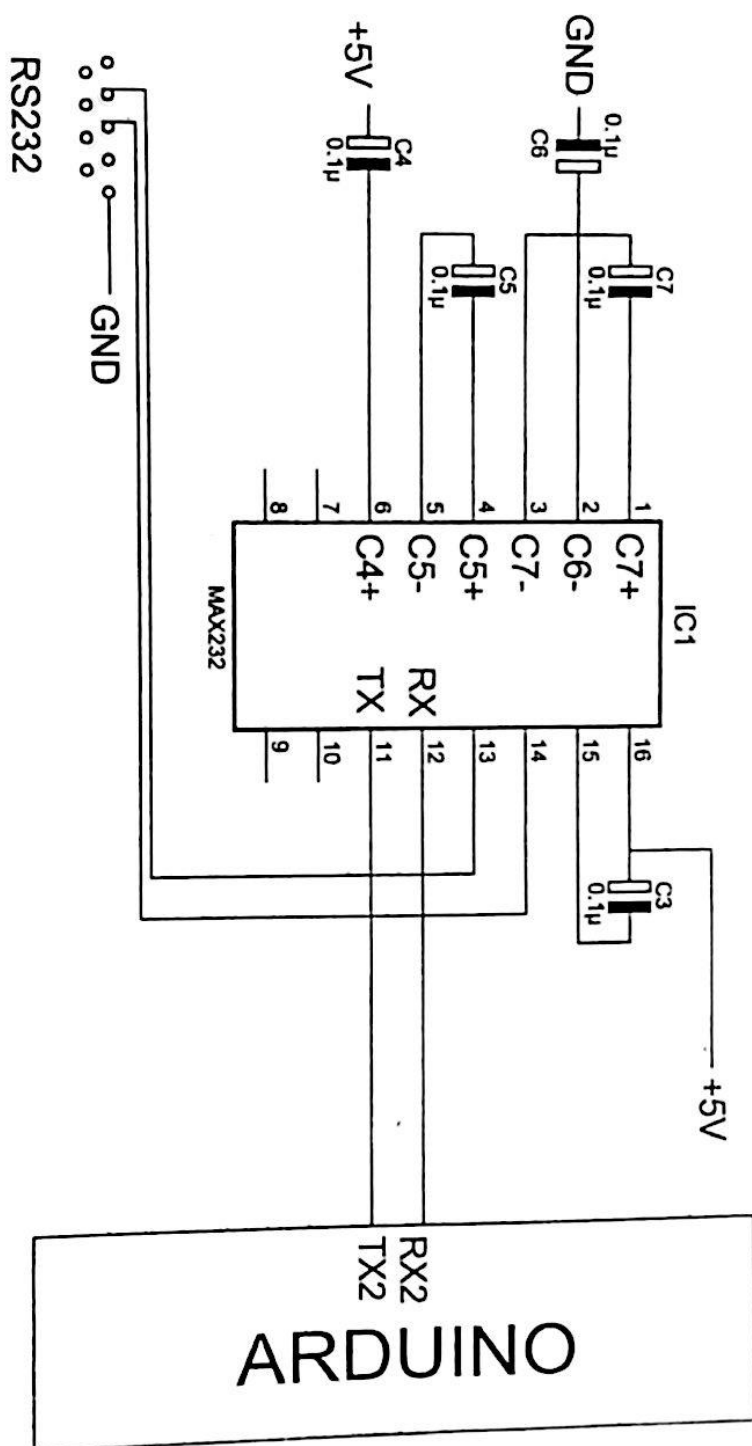 GND
0.1µ
C6
+5V
C4
0.1µ
C7
0.1µ
C5
0.1µ
RS232
GND
IC1
1
2
3
4
5
6
7
8
C7+
C6-
C7-
C5+
C5-
C4+
RX
TX
MAX232
16
15
14
13
12
11
10
9
C3
0.1µ
+5V
RX2
TX2
ARDUINO